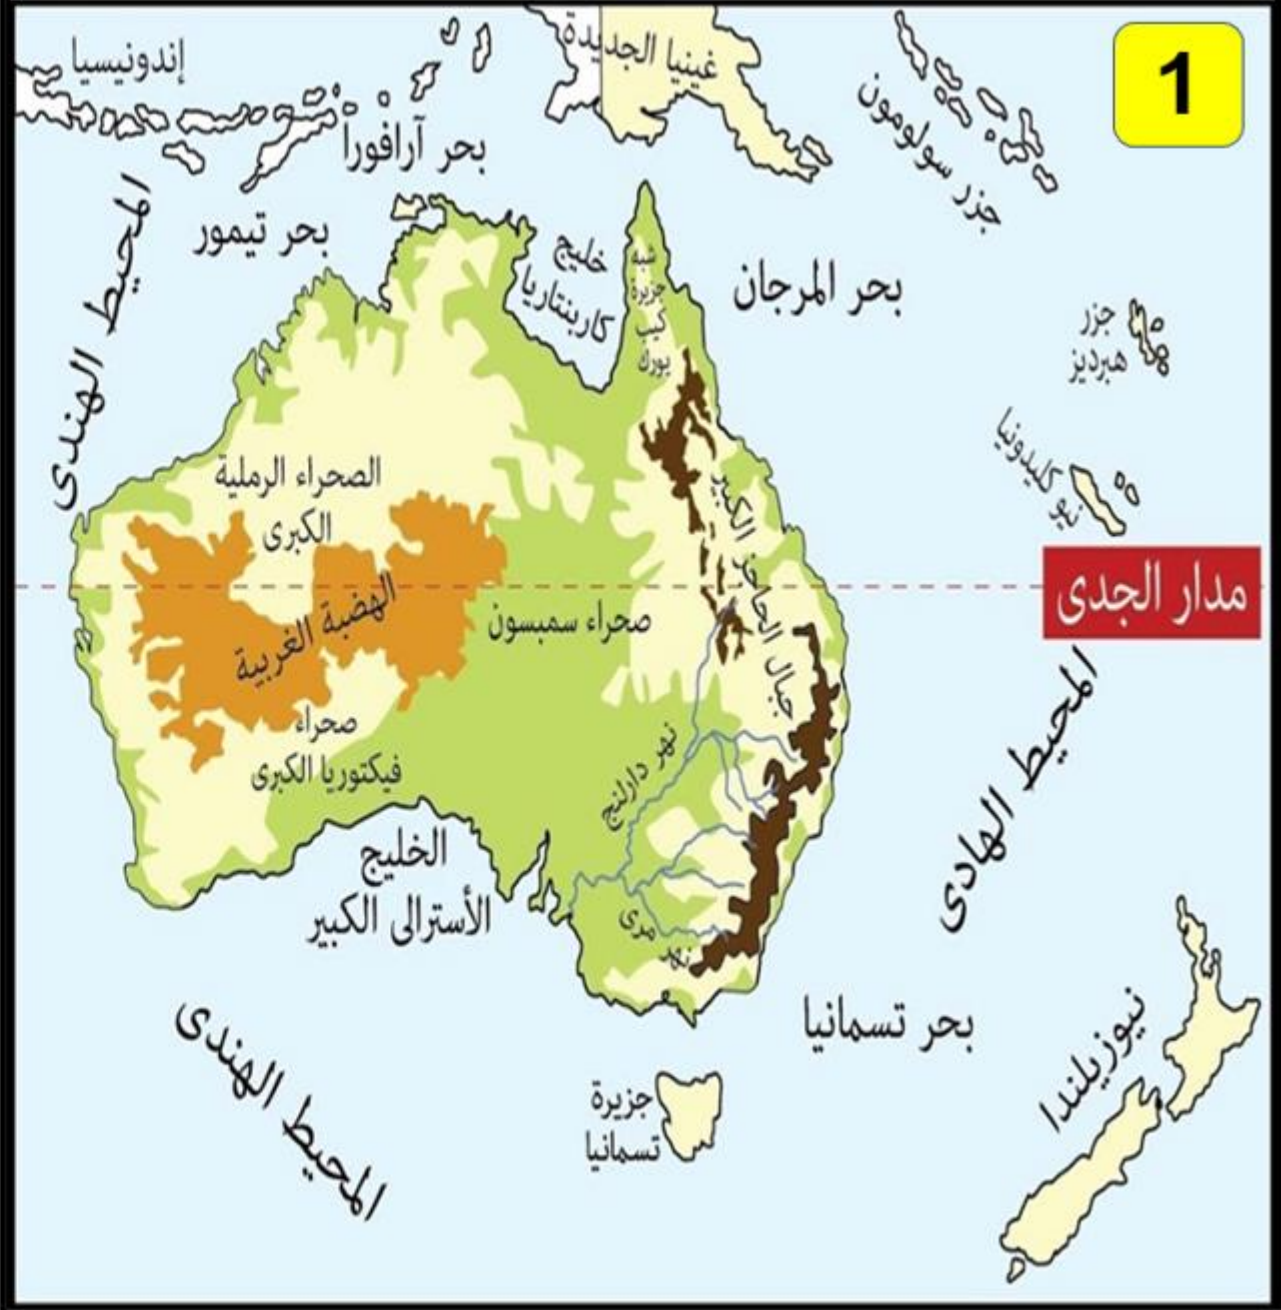 1
إندونيسيا
غينيا الجديدة
جزر سولومون
بحر آرافورا
بحر تيمور
المحيط الهندى
خليج
كاربنتاريا
شبه
جزيرة
كيب
يورك
بحر المرجان
جزر
هبرديز
نيو كليدونيا
الصحراء الرملية
الكبرى
جبال الحاجز الكبير
مدار الجدى
الهضبة الغربية
صحراء سمبسون
صحراء
فيكتوريا الكبرى
نهر دارلنج
المحيط الهادى
الخليج
الأسترالى الكبير
نهر مرى
بحر تسمانيا
نيوزيلندا
جزيرة
تسمانيا
المحيط الهندى